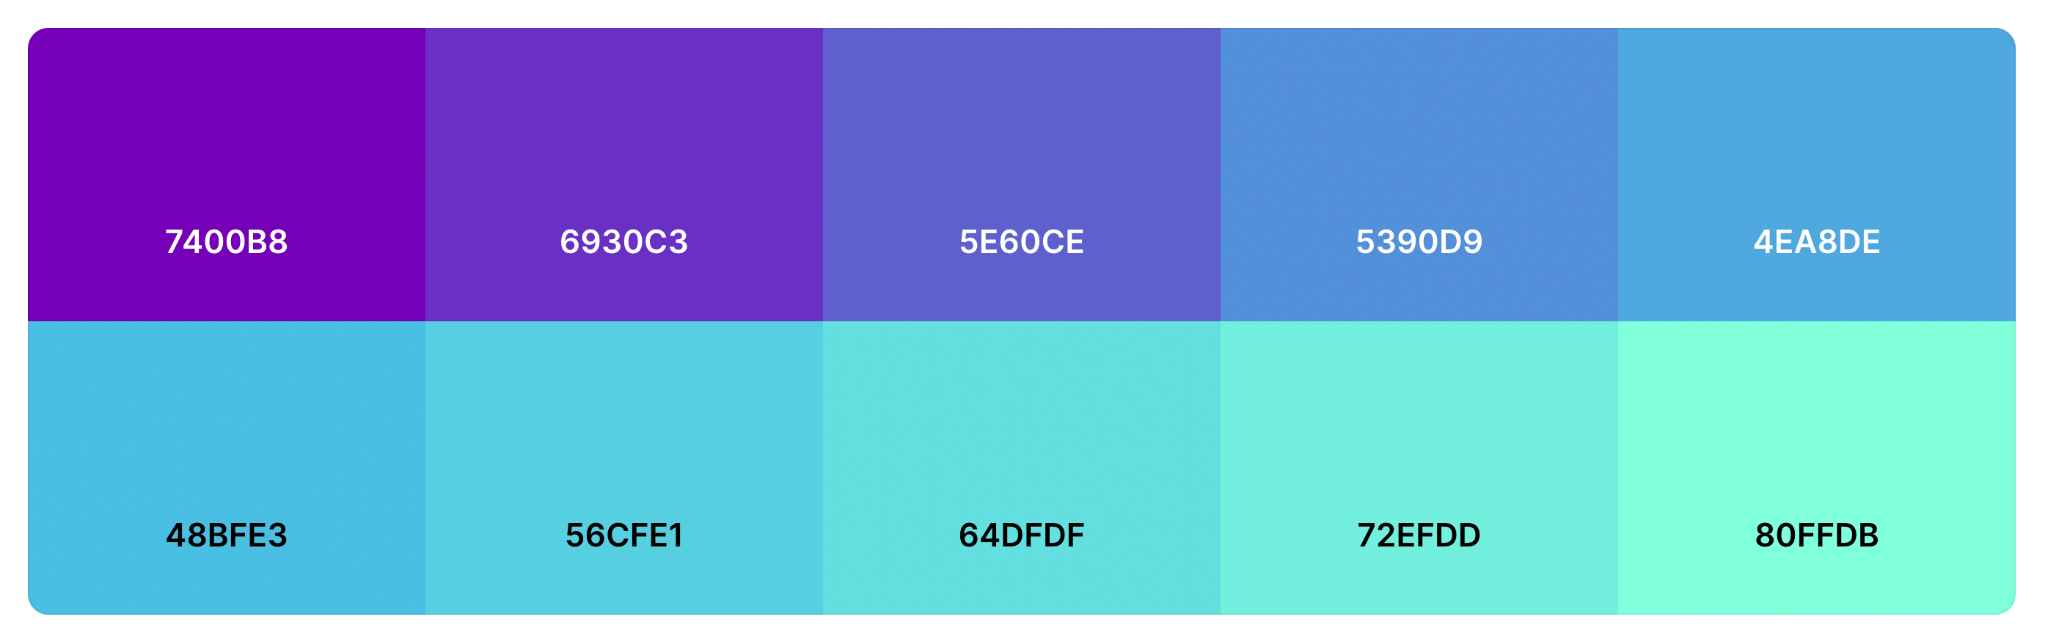 7400B8
6930C3
5E60CE
5390D9
4EA8DE
48BFE3
56CFE1
64DFDF
72EFDD
80FFDB